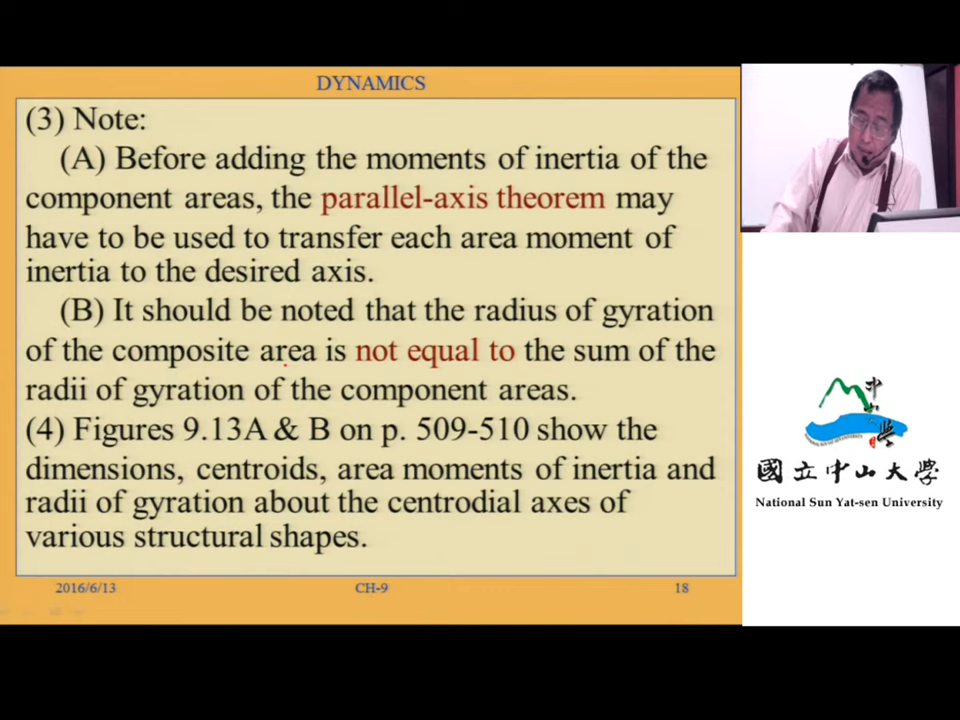 DYNAMICS
(3) Note:
(A) Before adding the moments of inertia of the
component areas, the parallel-axis theorem may
have to be used to transfer each area moment of
inertia to the desired axis.
(B) It should be noted that the radius of gyration
of the composite area is not equal to the sum of the
radii of gyration of the component areas.
(4) Figures 9.13A & B on p. 509-510 show the
dimensions, centroids, area moments of inertia and
radii of gyration about the centrodial axes of
various structural shapes.
2016/6/13
CH-9
18
中山大學
國立中山大學
National Sun Yat-sen Univerdity